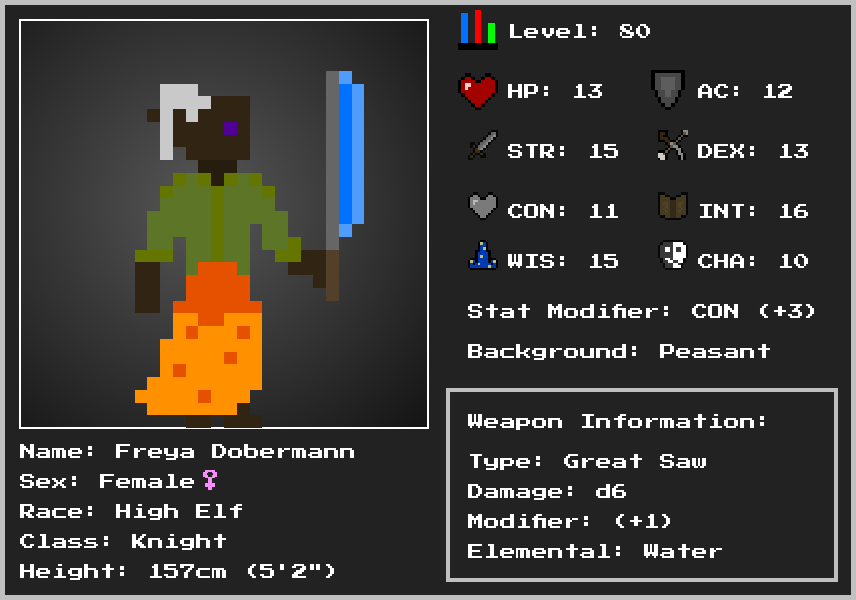 Level: 80
HP: 13
AC: 12
STR: 15
DEX: 13
CON: 11
INT: 16
WIS: 15
CHA: 10
Stat Modifier: CON (+3)
Background: Peasant
Weapon Information:
Type: Great Saw
Damage: d6
Modifier: (+1)
Elemental: Water
Name: Freya Dobermann
Sex: Female♀
Race: High Elf
Class: Knight
Height: 157cm (5'2")